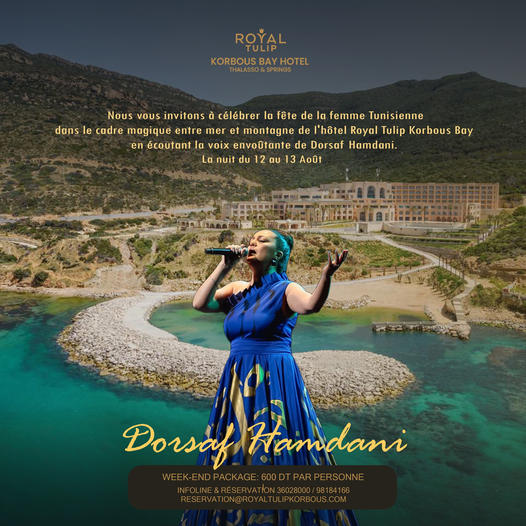 ROYAL
TULIP
KORBOUS BAY HOTEL
THALASSO & SPRINGS
Nous vous invitons à célébrer la fête de la femme Tunisienne
dans le cadre magique entre mer et montagne de l'hôtel Royal Tulip Korbous Bay
en écoutant la voix envoûtante de Dorsaf Hamdani.
La nuit du 12 au 13 Août
Dorsaf Hamdani
WEEK-END PACKAGE: 600 DT PAR PERSONNE
INFOLINE & RÉSERVATION 36028000 / 98184166
RESERVATION@ROYALTULIPKORBOUS.COM